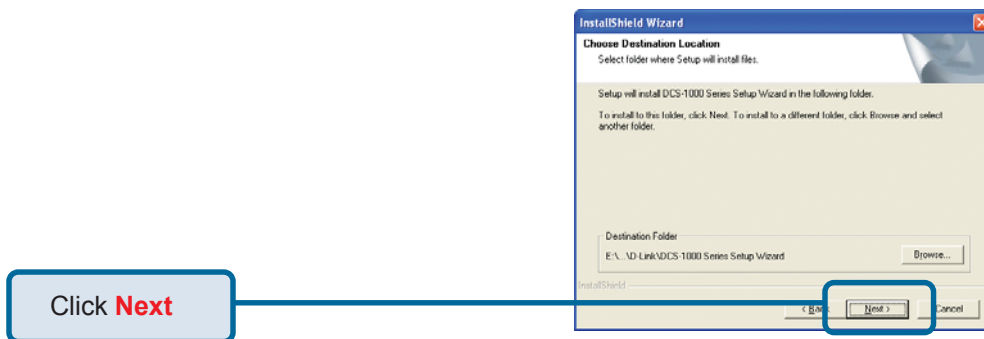 InstallShield Wizard
Choose Destination Location
Select folder where Setup will install files.
Setup will install DCS-1000 Series Setup Wizard in the following folder.
To install to this folder, click Next. To install to a different folder, click Browse and select
another folder.
Destination Folder
E:\...\D-Link\DCS-1000 Series Setup Wizard
Browse...
InstallShield
Click Next
< Back
Next >
Cancel